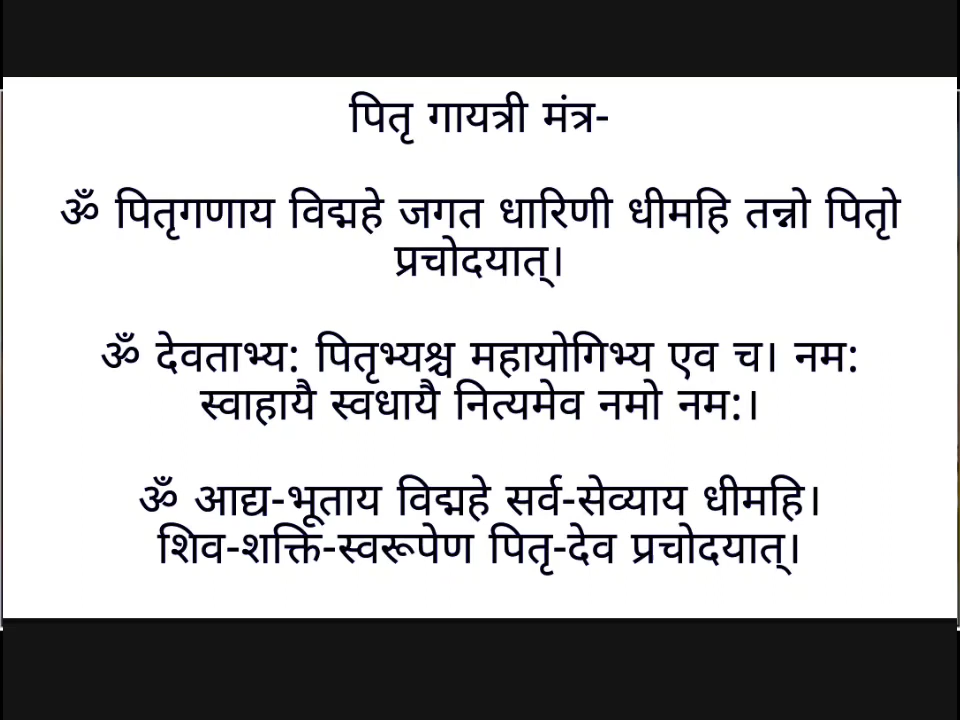 पितृ गायत्री मंत्र-
ॐ पितृगणाय विद्महे जगत धारिणी धीमहि तन्नो पितृो
प्रचोदयात्।
ॐ देवताभ्य: पितृभ्यश्च महायोगिभ्य एव च। नम:
स्वाहायै स्वधायै नित्यमेव नमो नम:।
ॐ आद्य-भूताय विद्महे सर्व-सेव्याय धीमहि।
शिव-शक्ति-स्वरूपेण पितृ-देव प्रचोदयात्।